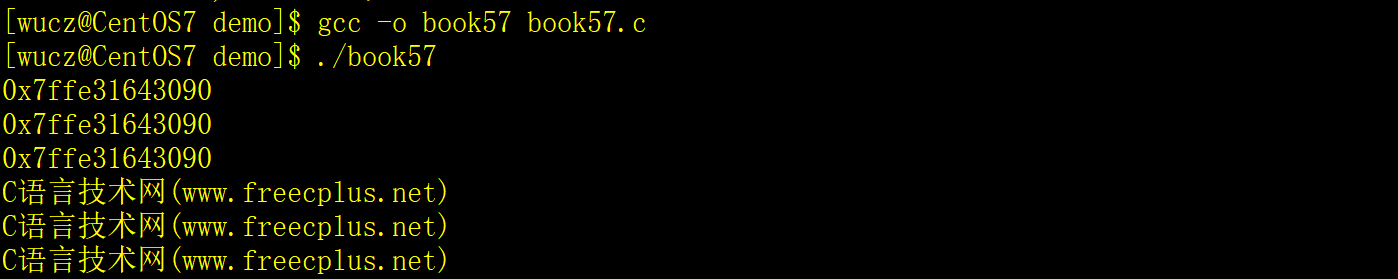 [wucz@CentOS7 demo]$ gcc -o book57 book57.c
[wucz@CentOS7 demo]$ ./book57
0x7ffe31643090
0x7ffe31643090
0x7ffe31643090
C语言技术网(www.freecplus.net)
C语言技术网(www.freecplus.net)
C语言技术网(www.freecplus.net)